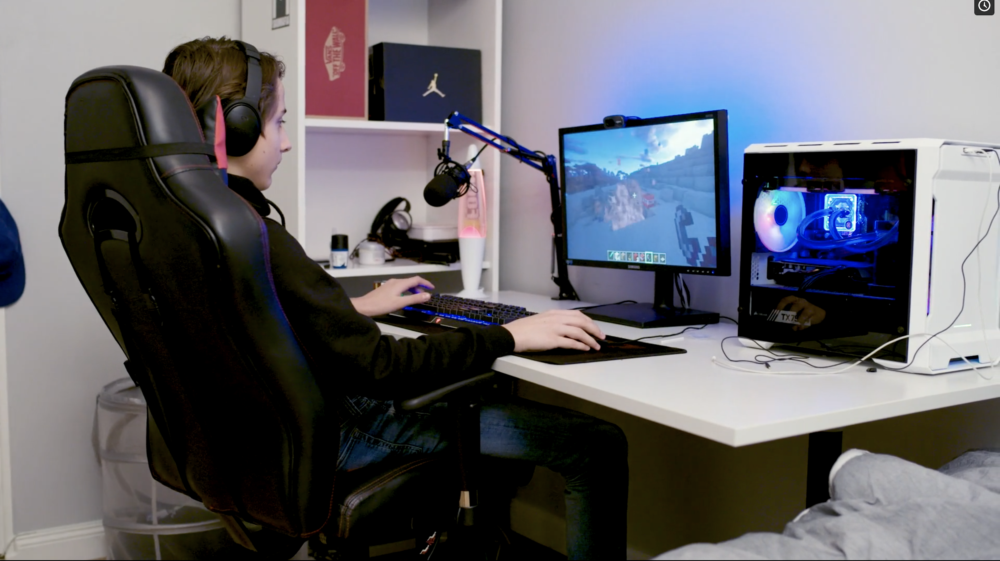 VANS
OFF THE WALL
SAMSUNG
TX75